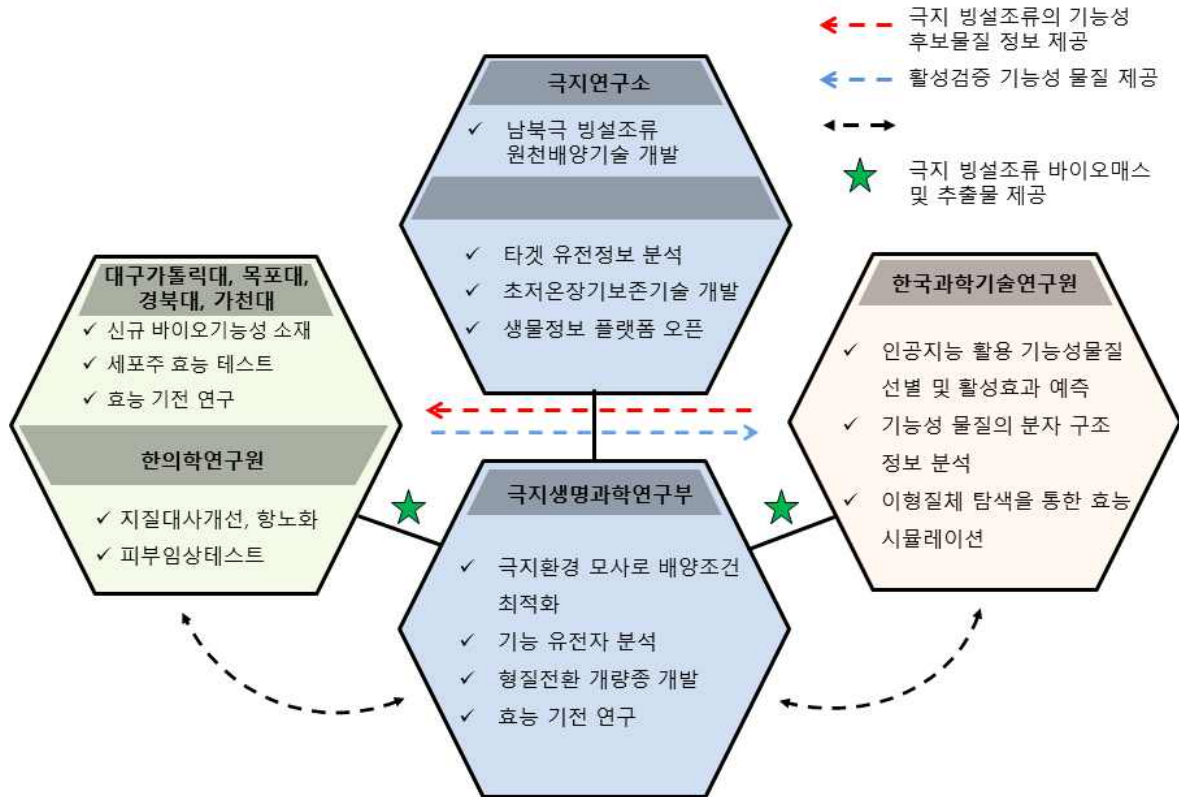 극지 빙설조류의 기능성
후보물질 정보 제공
활성검증 기능성 물질 제공
극지 빙설조류 바이오매스
및 추출물 제공
극지연구소
✓ 남북극 빙설조류
원천배양기술 개발
✓ 타겟 유전정보 분석
✓ 초저온장기보존기술 개발
✓ 생물정보 플랫폼 오픈
대구가톨릭대, 목포대,
경북대, 가천대
✓ 신규 바이오기능성 소재
✓ 세포주 효능 테스트
✓ 효능 기전 연구
한의학연구원
✓ 지질대사개선, 항노화
✓ 피부임상테스트
한국과학기술연구원
✓ 인공지능 활용 기능성물질
선별 및 활성효과 예측
✓ 기능성 물질의 분자 구조
정보 분석
✓ 이형질체 탐색을 통한 효능
시뮬레이션
극지생명과학연구부
✓ 극지환경 모사로 배양조건
최적화
✓ 기능 유전자 분석
✓ 형질전환 개량종 개발
✓ 효능 기전 연구